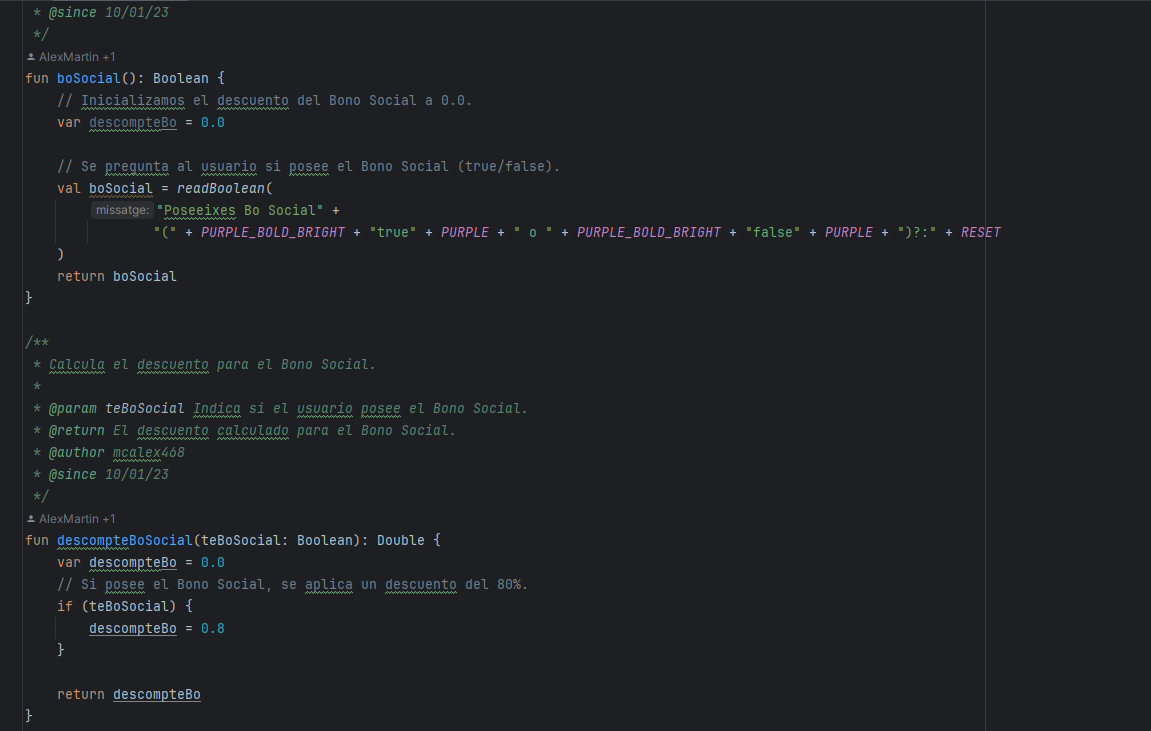 * @since 10/01/23
*/
AlexMartin +1
fun boSocial(): Boolean {
// Inicializamos el descuento del Bono Social a 0.0.
var descompteBo = 0.0
// Se pregunta al usuario si posee el Bono Social (true/false).
val boSocial = readBoolean(
missatge: "Poseeixes Bo Social" +
"(" + PURPLE_BOLD_BRIGHT + "true" + PURPLE + " o " + PURPLE_BOLD_BRIGHT + "false" + PURPLE + ")?:" + RESET
)
return boSocial
}
/**
* Calcula el descuento para el Bono Social.
*
* @param teBoSocial Indica si el usuario posee el Bono Social.
* @return El descuento calculado para el Bono Social.
* @author mcalex468
* @since 10/01/23
*/
AlexMartin +1
fun descompteBoSocial(teBoSocial: Boolean): Double {
var descompteBo = 0.0
// Si posee el Bono Social, se aplica un descuento del 80%.
if (teBoSocial) {
descompteBo = 0.8
}
return descompteBo
}